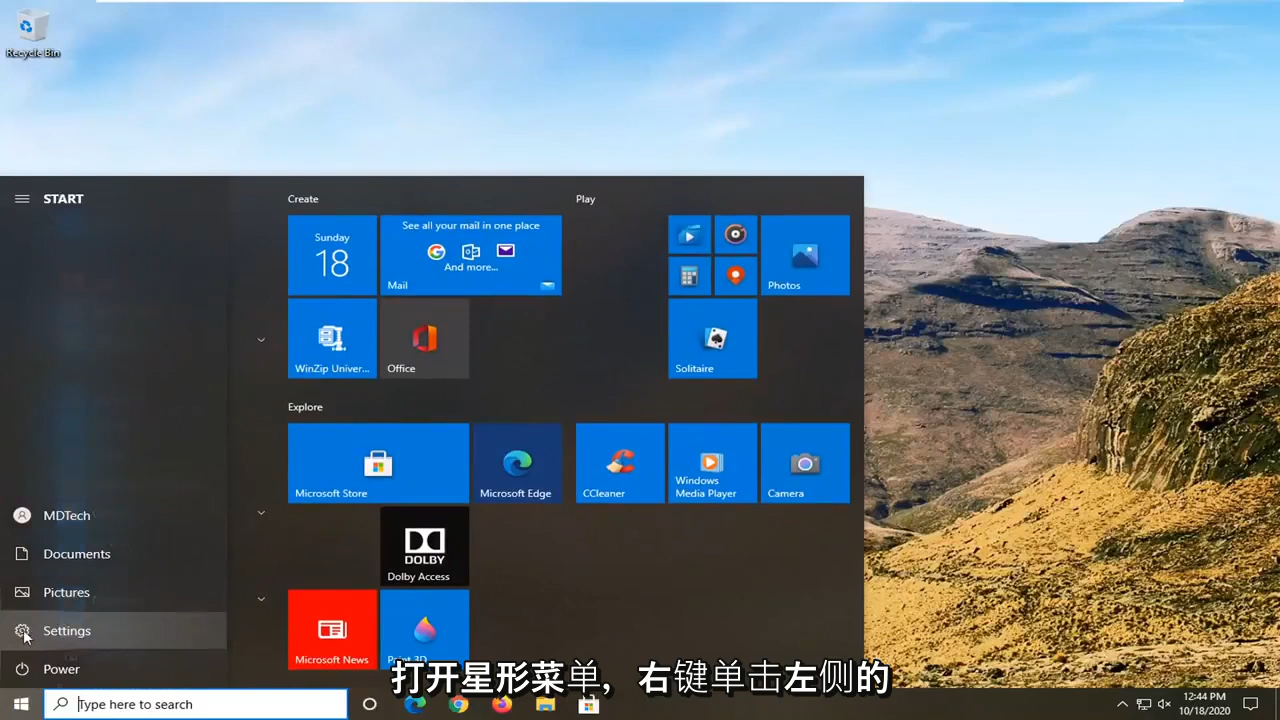 Recycle Bin
START
Create
Play
Sunday
18
See all your mail in one place
And more...
Mail
Photos
WinZip Univer...
Office
Solitaire
Explore
Microsoft Store
Microsoft Edge
CCleaner
Windows
Media Player
Camera
MDTech
Documents
DOLBY
Dolby Access
Pictures
Settings
Microsoft News
Paint 3D
Power
打开星形菜单，右键单击左侧的
Type here to search
12:44 PM
10/18/2020